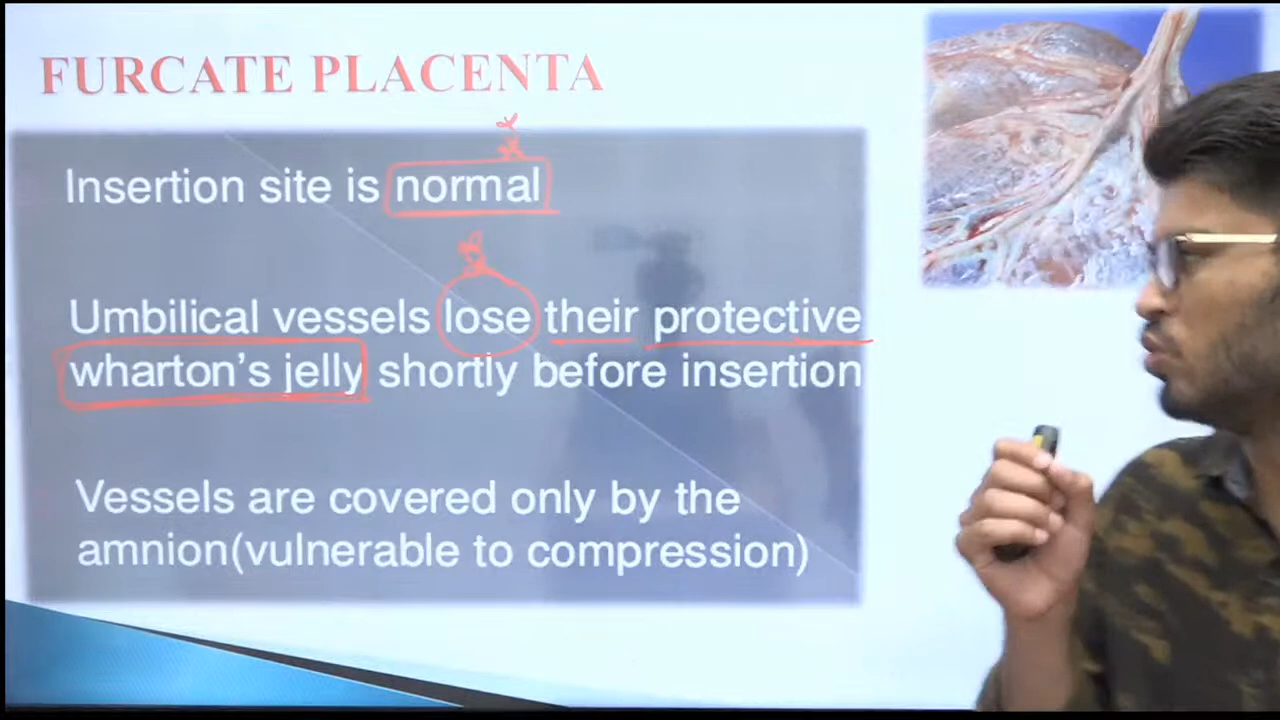 FURCATE PLACENTA
Insertion site is normal
Umbilical vessels lose their protective
wharton's jelly shortly before insertion
Vessels are covered only by the
amnion(vulnerable to compression)